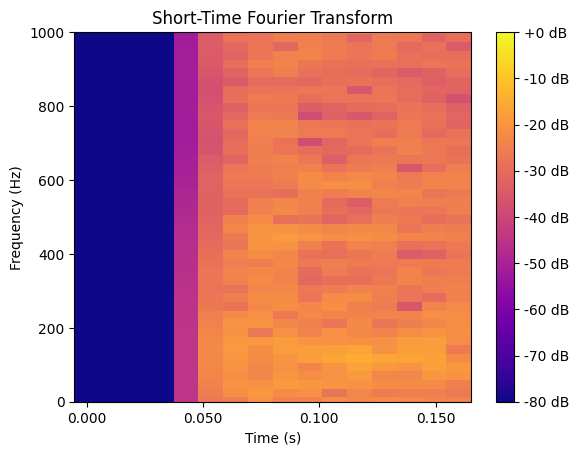 Short-Time Fourier Transform
1000
800
600
400
200
0
Frequency (Hz)
0.000
0.050
0.100
0.150
Time (s)
+0 dB
-10 dB
-20 dB
-30 dB
-40 dB
-50 dB
-60 dB
-70 dB
-80 dB